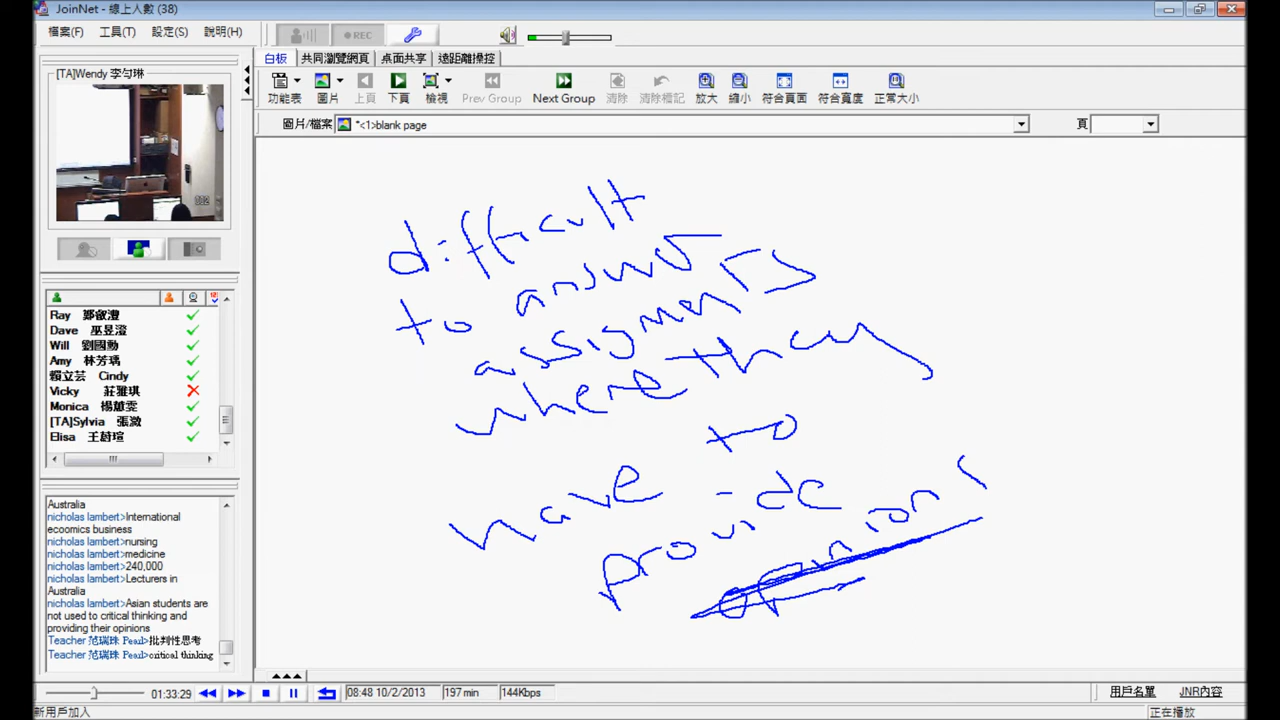 JoinNet - 線上人數 (38)
檔案(F) 工具(T) 設定(S) 說明(H)
REC
[TA]Wendy 李勻琳
白板 共同瀏覽網頁 桌面共享 遠距離操控
功能表 圖片 上頁 下頁 檢視 Prev Group Next Group 清除 清除標記 放大 縮小 符合頁面 符合寬度 正常大小
圖片/檔案 *<1>blank page 頁
difficult
to answer
assigments
where thay
have to
provide
opinion
Ray 鄭叡澧
Dave 巫昱潑
Will 劉國勳
Amy 林芳瑀
賴立芸 Cindy
Vicky 莊雅琪
Monica 楊蕙雯
[TA]Sylvia 張澂
Elisa 王蔚瑄
Australia
nicholas lambert>International
ecoomics business
nicholas lambert>nursing
nicholas lambert>medicine
nicholas lambert>240,000
nicholas lambert>Lecturers in
Australia
nicholas lambert>Asian students are
not used to critical thinking and
providing their opinions
Teacher 范瑞珠 Pearl>批判性思考
Teacher 范瑞珠 Pearl>critical thinking
01:33:29 08:48 10/2/2013 197 min 144Kbps 用戶名單 JNR內容
新用戶加入 正在播放